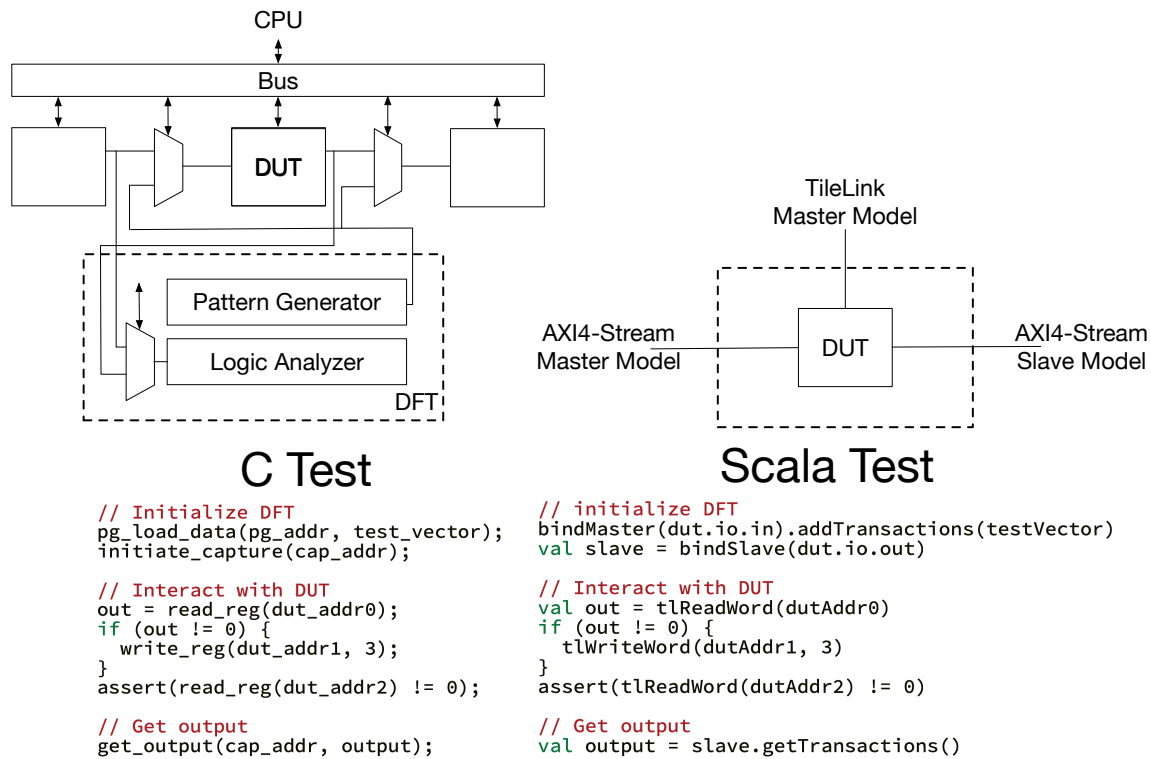 CPU
Bus
DUT
Pattern Generator
Logic Analyzer
DFT
TileLink
Master Model
AXI4-Stream
Master Model
DUT
AXI4-Stream
Slave Model
C Test
// Initialize DFT
pg_load_data(pg_addr, test_vector);
initiate_capture(cap_addr);
// Interact with DUT
out = read_reg(dut_addr0);
if (out != 0) {
  write_reg(dut_addr1, 3);
}
assert(read_reg(dut_addr2) != 0);
// Get output
get_output(cap_addr, output);
Scala Test
// initialize DFT
bindMaster(dut.io.in).addTransactions(testVector)
val slave = bindSlave(dut.io.out)
// Interact with DUT
val out = tlReadWord(dutAddr0)
if (out != 0) {
  tlWriteWord(dutAddr1, 3)
}
assert(tlReadWord(dutAddr2) != 0)
// Get output
val output = slave.getTransactions()